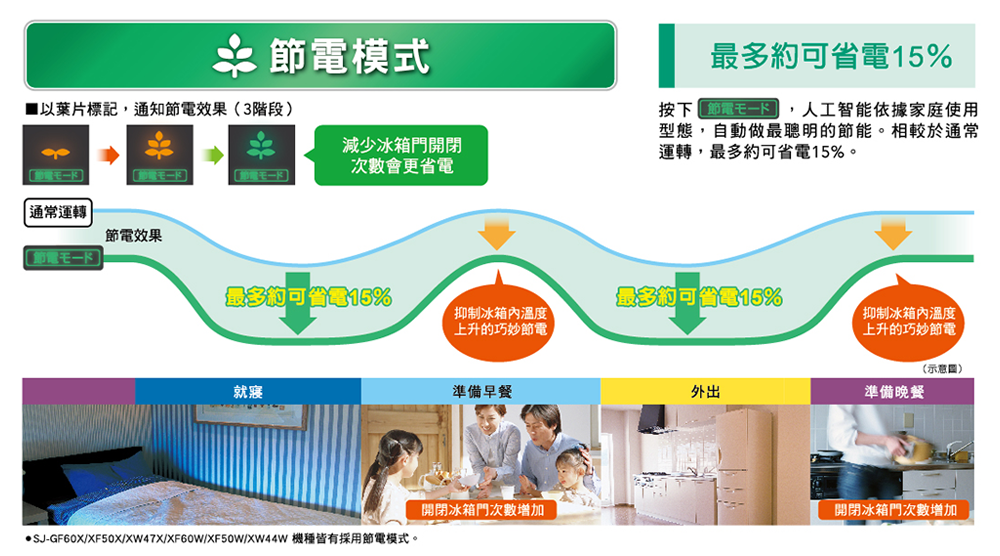 節電模式
最多約可省電15%
■以葉片標記，通知節電效果（3階段）
節電モード
節電モード
節電モード
減少冰箱門開閉
次數會更省電
按下 節電モード ，人工智能依據家庭使用
型態，自動做最聰明的節能。相較於通常
運轉，最多約可省電15%。
通常運轉
節電效果
節電モード
最多約可省電15%
抑制冰箱內溫度
上升的巧妙節電
最多約可省電15%
抑制冰箱內溫度
上升的巧妙節電
（示意圖）
就寢
準備早餐
外出
準備晚餐
開閉冰箱門次數增加
開閉冰箱門次數增加
●SJ-GF60X/XF50X/XW47X/XF60W/XF50W/XW44W 機種皆有採用節電模式。